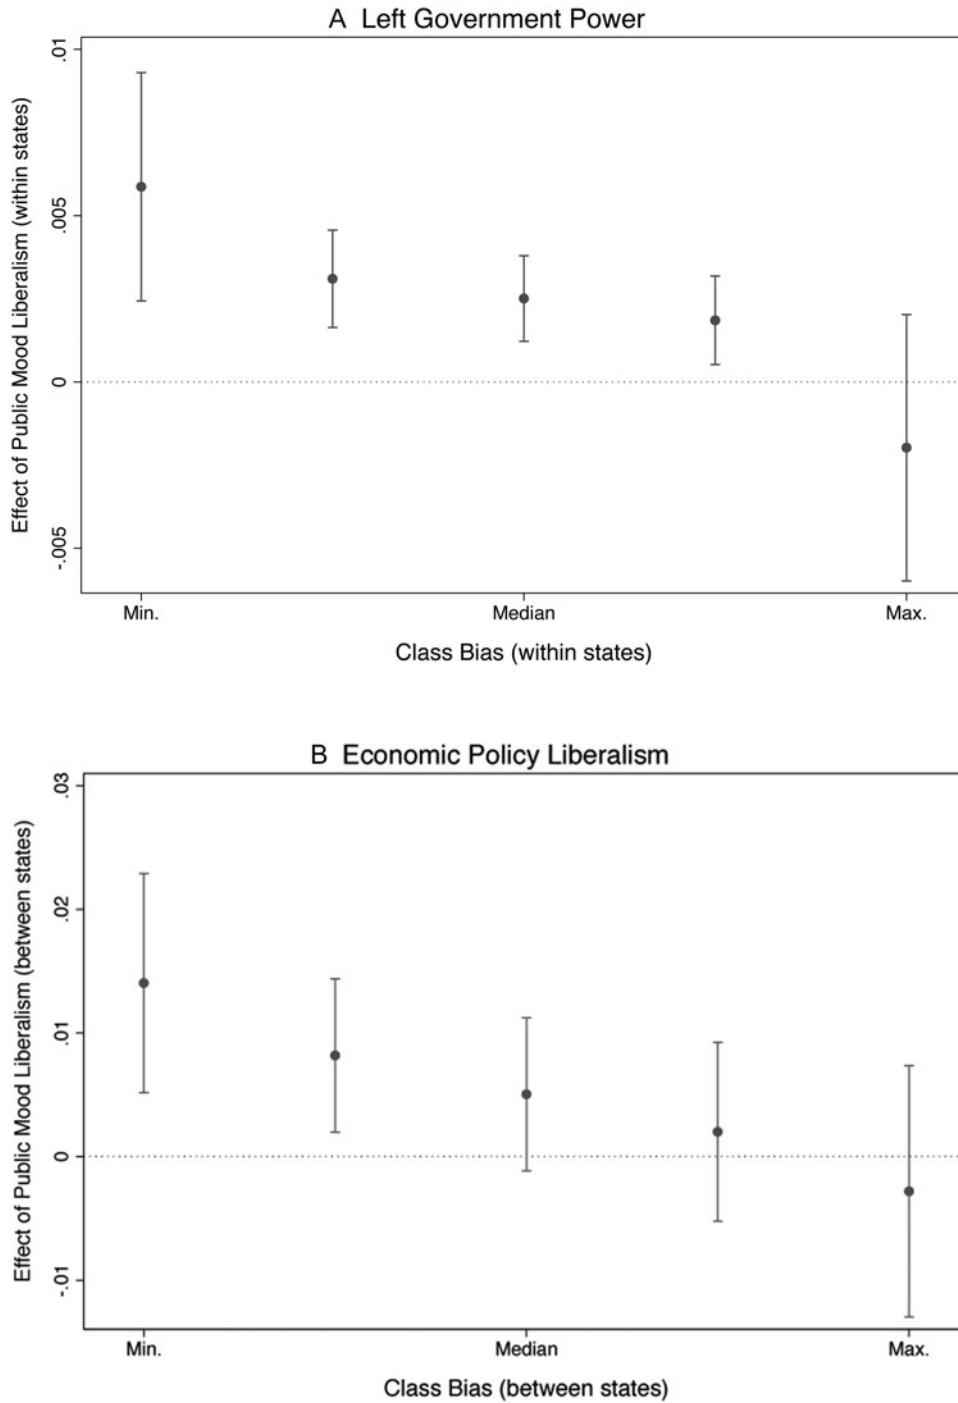 A Left Government Power
Effect of Public Mood Liberalism (within states)
.01
.005
0
-.005
Min.
Median
Max.
Class Bias (within states)
B Economic Policy Liberalism
Effect of Public Mood Liberalism (between states)
.03
.02
.01
0
-.01
Min.
Median
Max.
Class Bias (between states)